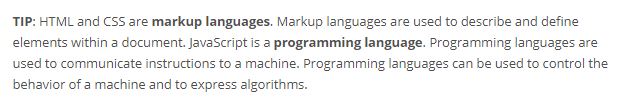 TIP: HTML and CSS are markup languages. Markup languages are used to describe and define
elements within a document. JavaScript is a programming language. Programming languages are
used to communicate instructions to a machine. Programming languages can be used to control the
behavior of a machine and to express algorithms.